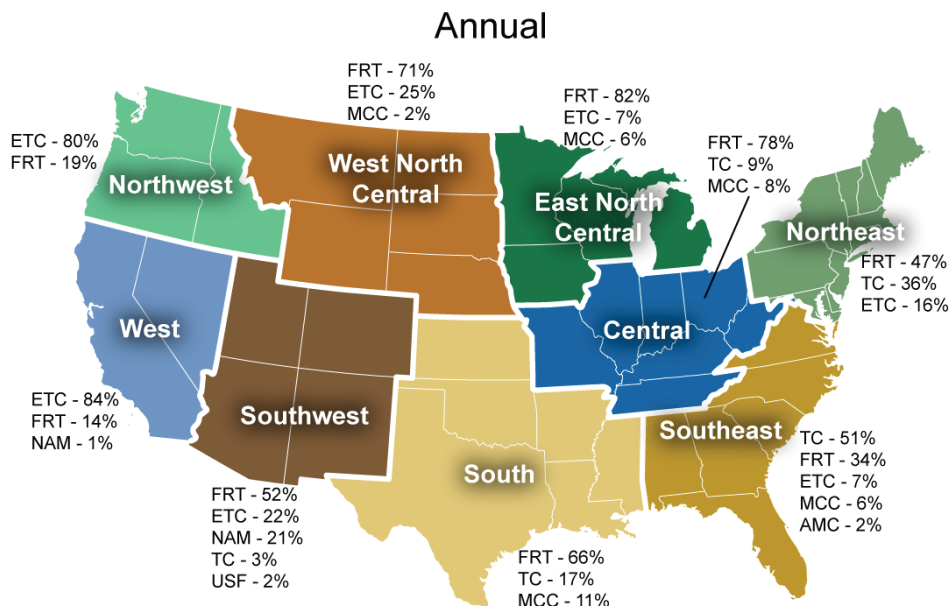 Annual
FRT - 71%
ETC - 25%
MCC - 2%
FRT - 82%
ETC - 7%
MCC - 6%
FRT - 78%
TC - 9%
MCC - 8%
ETC - 80%
FRT - 19%
Northwest
West North
Central
East North
Central
Northeast
FRT - 47%
TC - 36%
ETC - 16%
West
Central
ETC - 84%
FRT - 14%
NAM - 1%
Southwest
South
Southeast
TC - 51%
FRT - 34%
ETC - 7%
MCC - 6%
AMC - 2%
FRT - 52%
ETC - 22%
NAM - 21%
TC - 3%
USF - 2%
FRT - 66%
TC - 17%
MCC - 11%